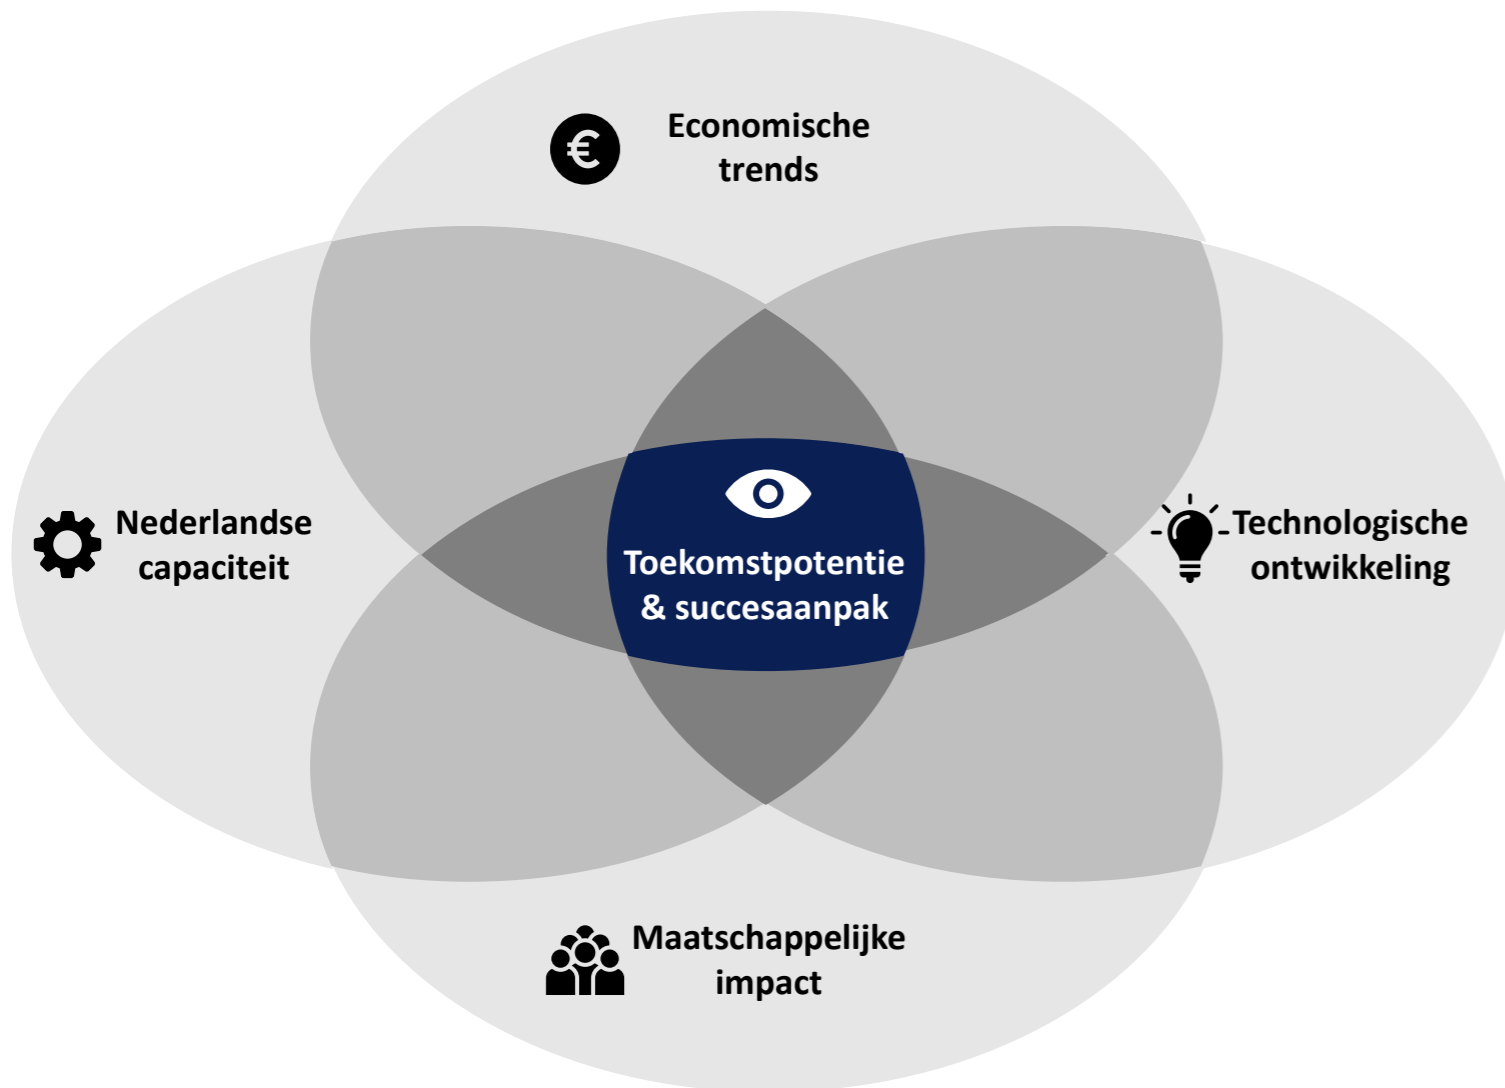 Economische
trends
Nederlandse
capaciteit
Toekomstpotentie
& succesaanpak
Technologische
ontwikkeling
Maatschappelijke
impact